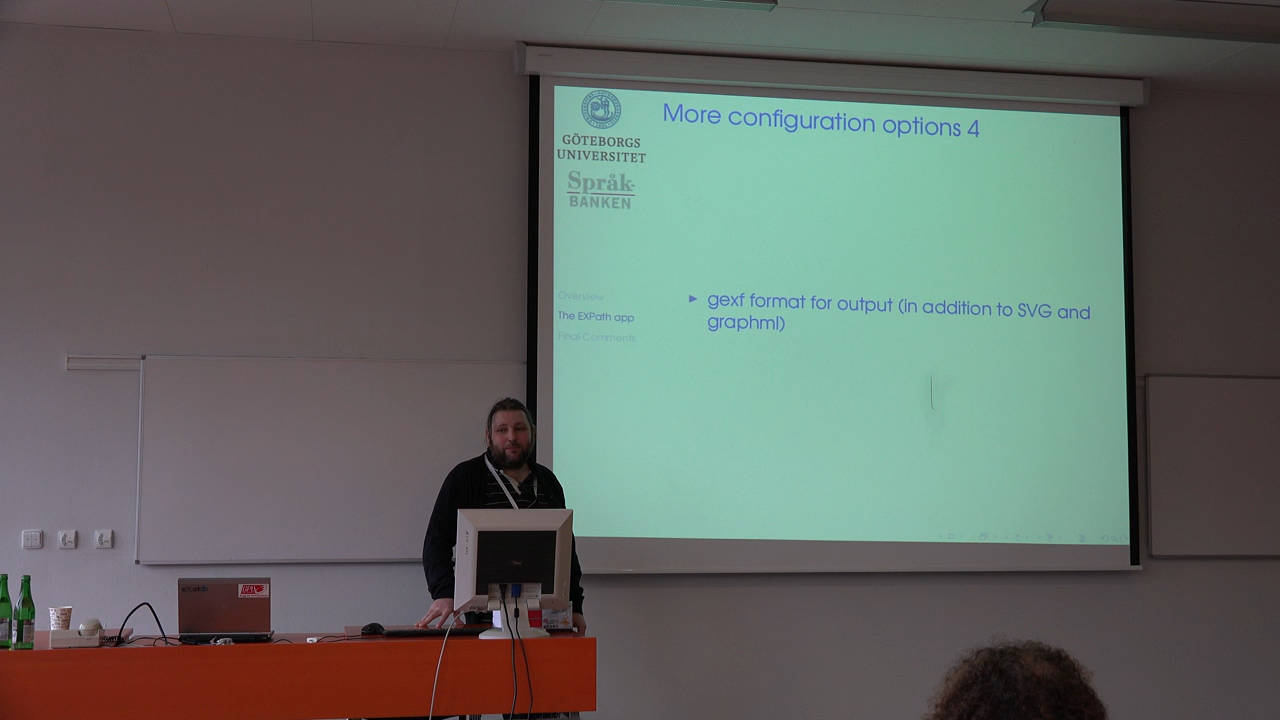 More configuration options 4
GÖTEBORGS
UNIVERSITET
Språk-
BANKEN
Overview
The EXPath app
Final Comments
► gexf format for output (in addition to SVG and
graphml)